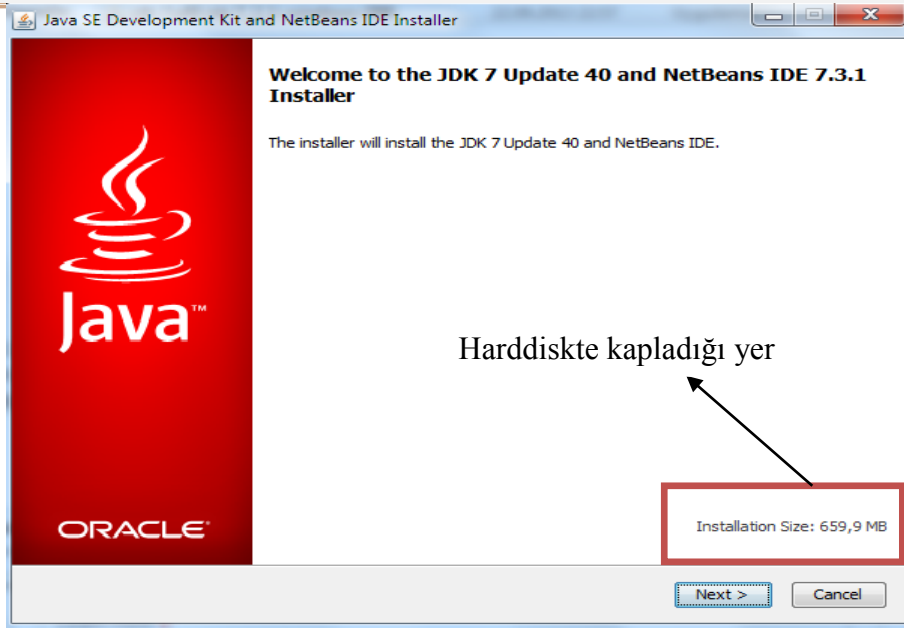 Java SE Development Kit and NetBeans IDE Installer
Welcome to the JDK 7 Update 40 and NetBeans IDE 7.3.1
Installer
The installer will install the JDK 7 Update 40 and NetBeans IDE.
Java™
Harddiskte kapladığı yer
ORACLE
Installation Size: 659,9 MB
Next >
Cancel